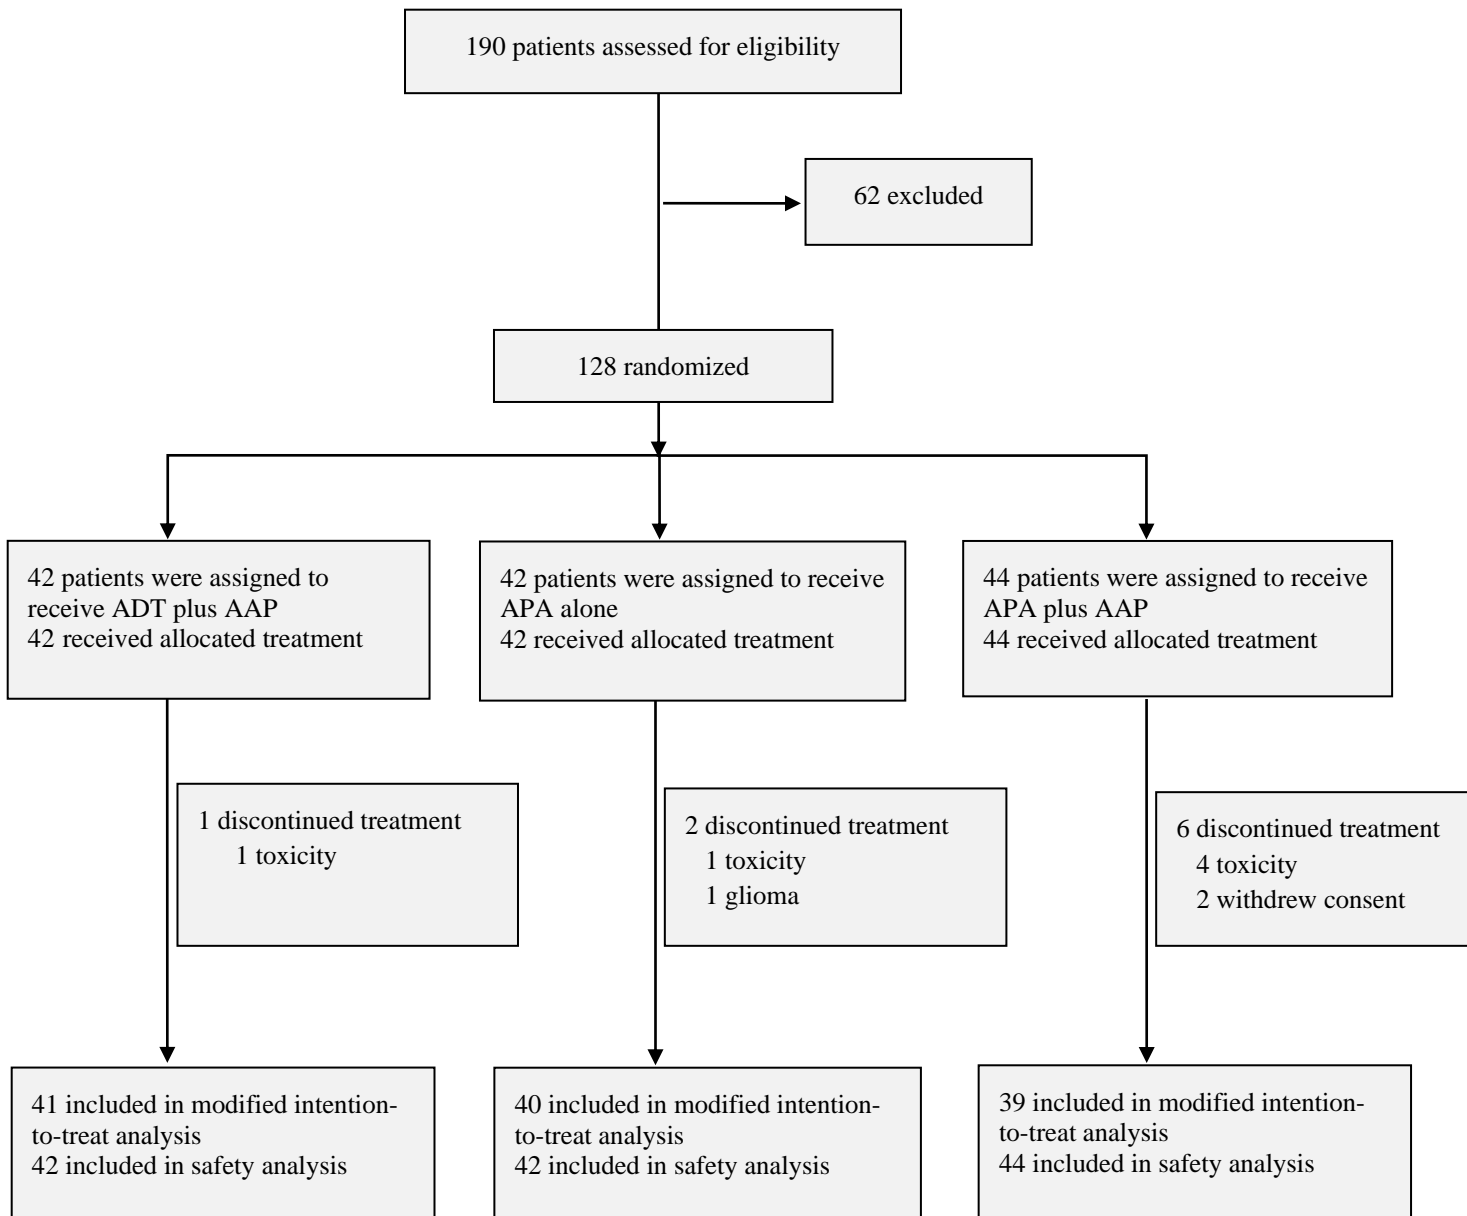 190 patients assessed for eligibility
62 excluded
128 randomized
42 patients were assigned to
receive ADT plus AAP
42 received allocated treatment
42 patients were assigned to receive
APA alone
42 received allocated treatment
44 patients were assigned to receive
APA plus AAP
44 received allocated treatment
1 discontinued treatment
1 toxicity
2 discontinued treatment
1 toxicity
1 glioma
6 discontinued treatment
4 toxicity
2 withdrew consent
41 included in modified intention-
to-treat analysis
42 included in safety analysis
40 included in modified intention-
to-treat analysis
42 included in safety analysis
39 included in modified intention-
to-treat analysis
44 included in safety analysis